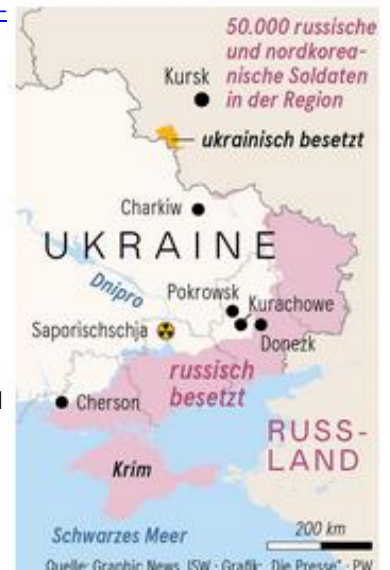 50.000 russische
und nordkorea-
nische Soldaten
in der Region
Kursk
ukrainisch besetzt
Charkiw
UKRAINE
Dnipro
Pokrowsk
Kurachowe
Saporischschja
Donezk
russisch
besetzt
Cherson
RUSS-
LAND
Krim
200 km
Schwarzes Meer
Quelle: Graphic News, ISW · Grafik: „Die Presse“ · PW